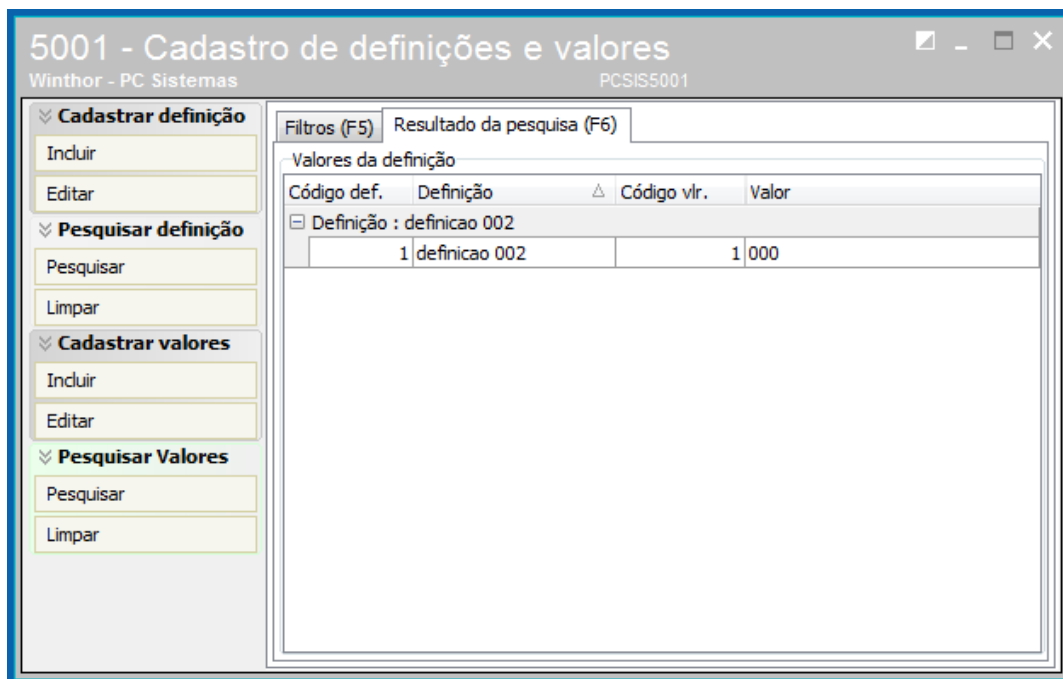 5001 - Cadastro de definições e valores
Winthor - PC Sistemas PCSIS5001
Cadastrar definição
Incluir
Editar
Pesquisar definição
Pesquisar
Limpar
Cadastrar valores
Incluir
Editar
Pesquisar Valores
Pesquisar
Limpar
Filtros (F5) Resultado da pesquisa (F6)
Valores da definição
Código def. Definição Código vlr. Valor
Definição : definicao 002
1 definicao 002 1 000